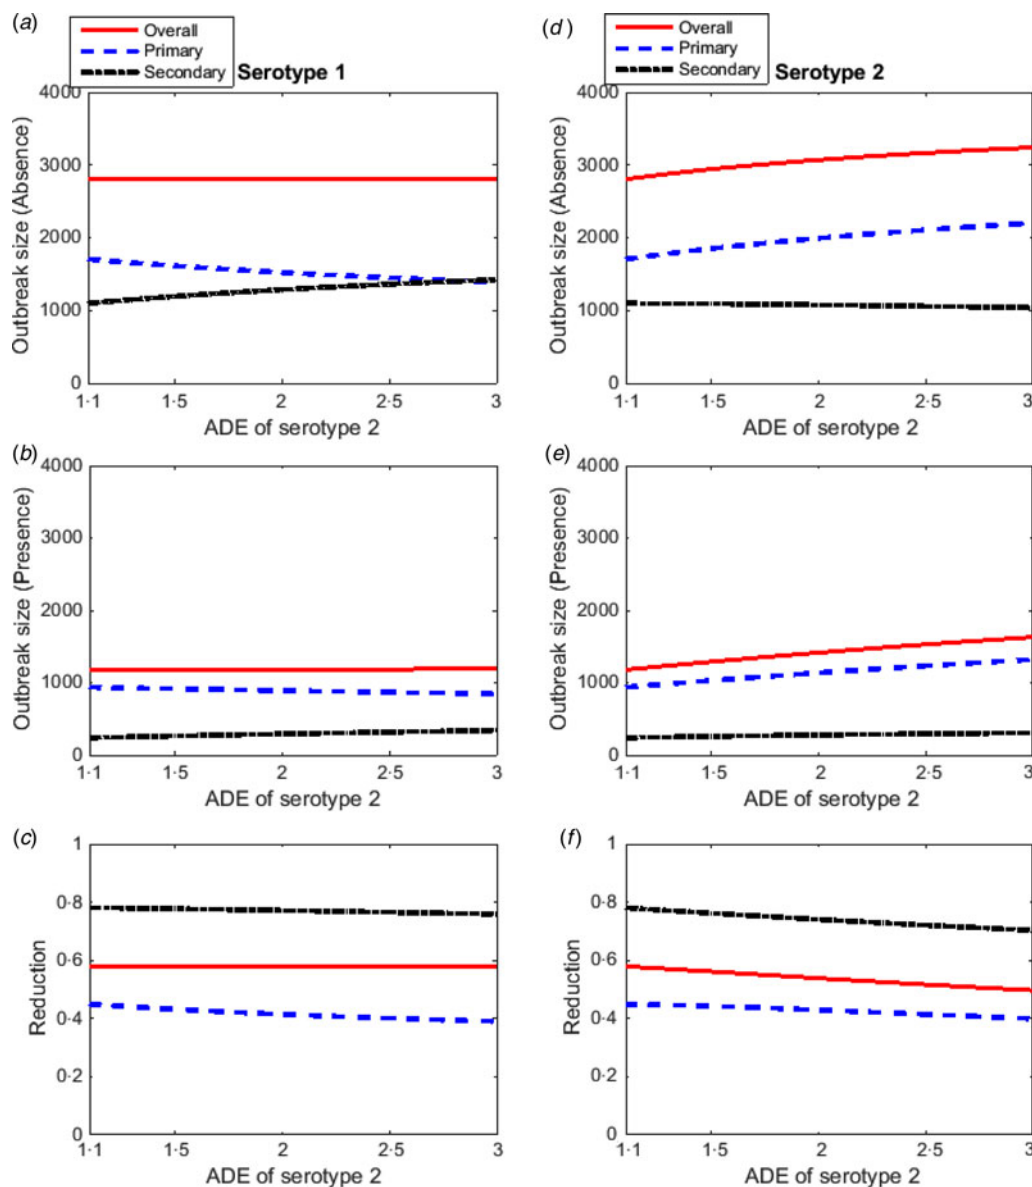 (a)
Overall
Primary
Secondary
Serotype 1
4000
3000
2000
1000
0
Outbreak size (Absence)
1·1 1·5 2 2·5 3
ADE of serotype 2
(d)
Overall
Primary
Secondary
Serotype 2
4000
3000
2000
1000
0
Outbreak size (Absence)
1·1 1·5 2 2·5 3
ADE of serotype 2
(b)
4000
3000
2000
1000
0
Outbreak size (Presence)
1·1 1·5 2 2·5 3
ADE of serotype 2
(e)
4000
3000
2000
1000
0
Outbreak size (Presence)
1·1 1·5 2 2·5 3
ADE of serotype 2
(c)
1
0·8
0·6
0·4
0·2
0
Reduction
1·1 1·5 2 2·5 3
ADE of serotype 2
(f)
1
0·8
0·6
0·4
0·2
0
Reduction
1·1 1·5 2 2·5 3
ADE of serotype 2